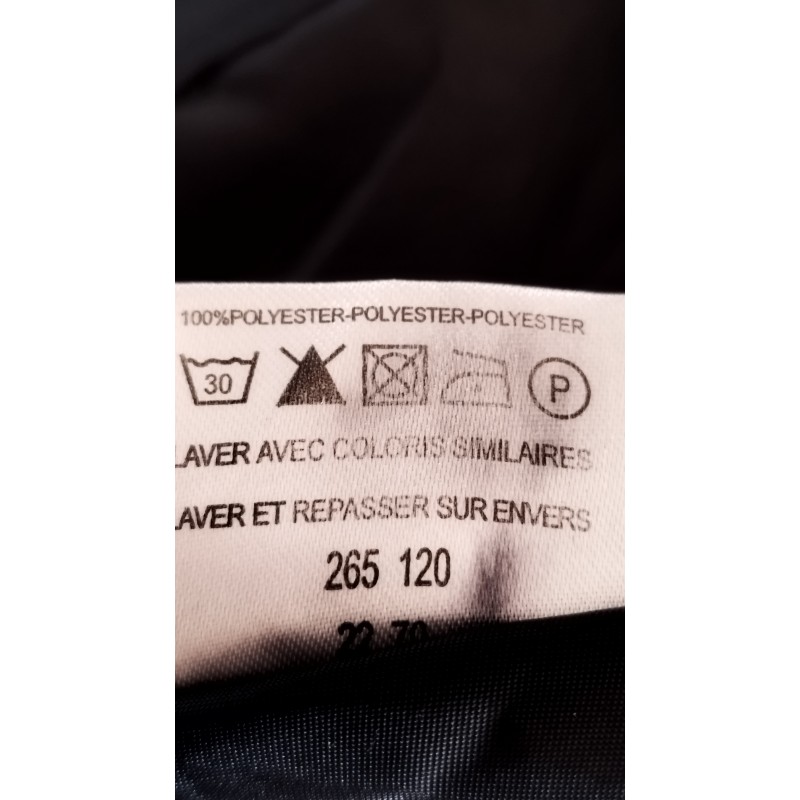 100%POLYESTER-POLYESTER-POLYESTER
30 P
LAVER AVEC COLORIS SIMILAIRES
LAVER ET REPASSER SUR ENVERS
265 120